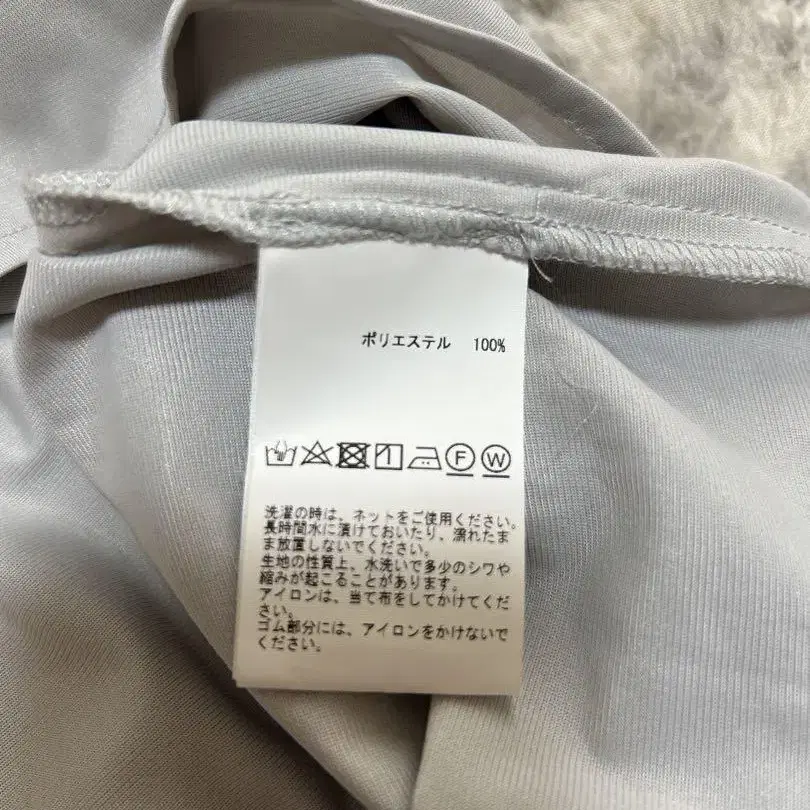 ポリエステル 100%
F W
洗濯の時は、ネットをご使用ください。
長時間水に漬けておいたり、濡れたま
ま放置しないでください。
生地の性質上、水洗いで多少のシワや
縮みが起こることがあります。
アイロンは、当て布をしてかけてくだ
さい。
ゴム部分には、アイロンをかけないで
ください。